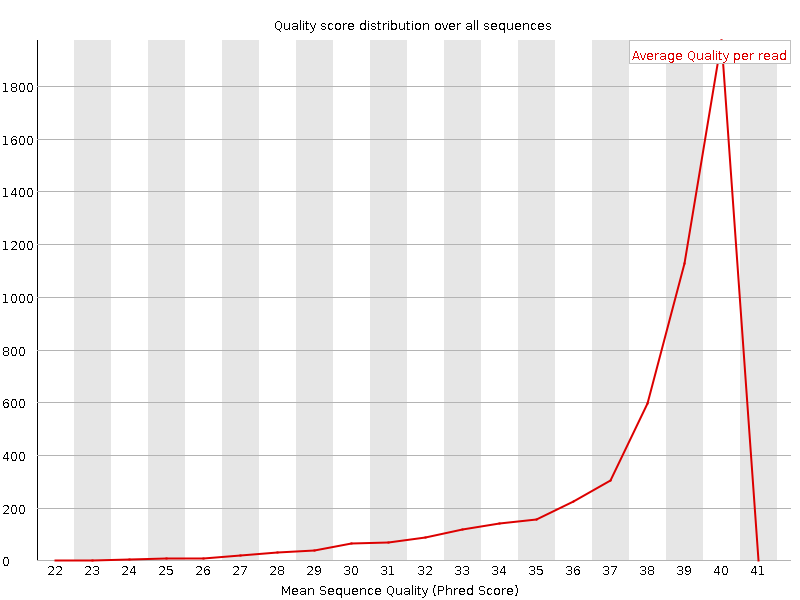 Quality score distribution over all sequences
Average Quality per read
1800
1600
1400
1200
1000
800
600
400
200
0
22 23 24 25 26 27 28 29 30 31 32 33 34 35 36 37 38 39 40 41
Mean Sequence Quality (Phred Score)